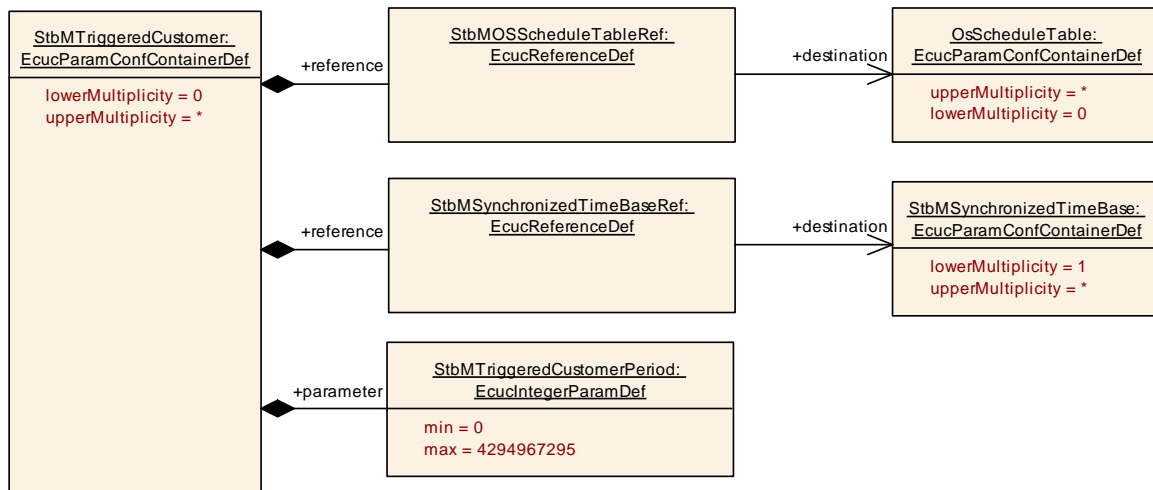 StbMTriggeredCustomer:
EcucParamConfContainerDef
lowerMultiplicity = 0
upperMultiplicity = *
+reference
StbMOSScheduleTableRef:
EcucReferenceDef
+destination
OsScheduleTable:
EcucParamConfContainerDef
upperMultiplicity = *
lowerMultiplicity = 0
+reference
StbMSynchronizedTimeBaseRef:
EcucReferenceDef
+destination
StbMSynchronizedTimeBase:
EcucParamConfContainerDef
lowerMultiplicity = 1
upperMultiplicity = *
+parameter
StbMTriggeredCustomerPeriod:
EcucIntegerParamDef
min = 0
max = 4294967295